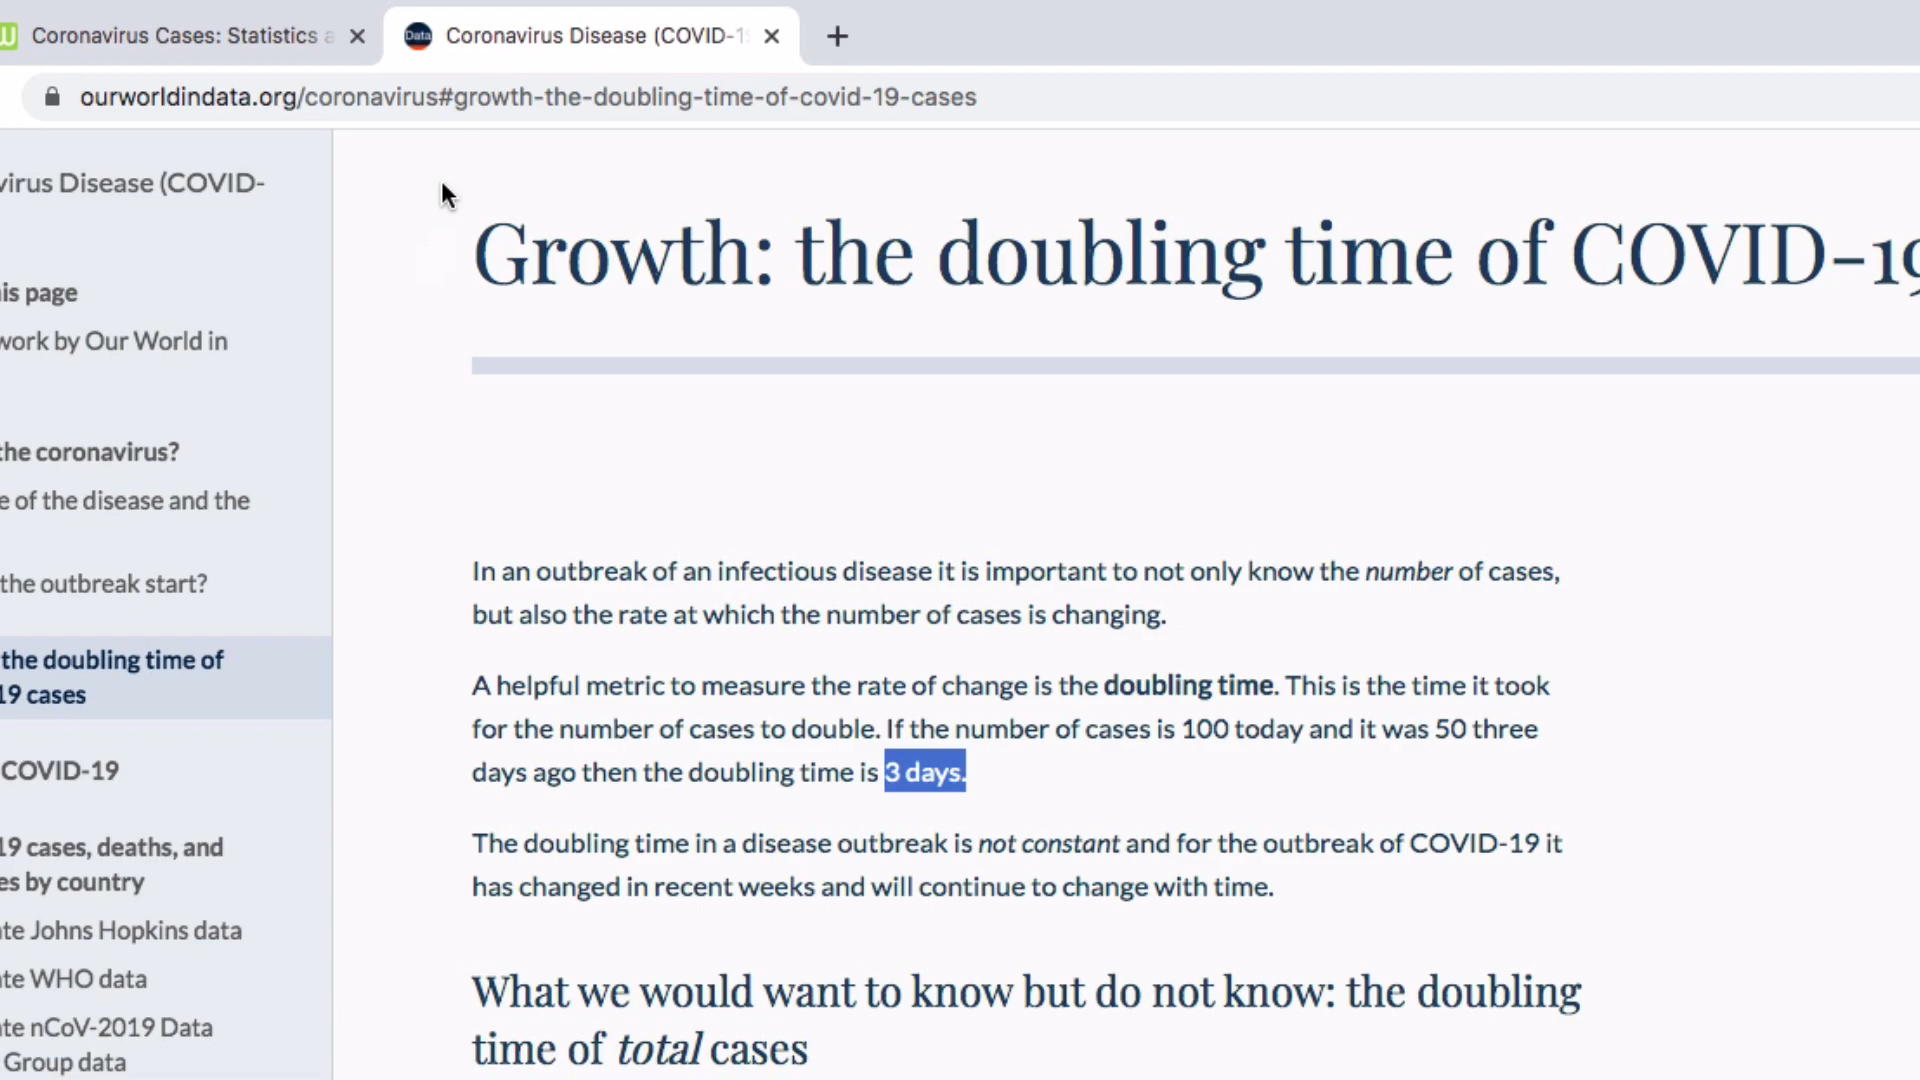 Coronavirus Cases: Statistics a
Data
Coronavirus Disease (COVID-1
ourworldindata.org/coronavirus#growth-the-doubling-time-of-covid-19-cases
virus Disease (COVID-
is page
work by Our World in
the coronavirus?
e of the disease and the
the outbreak start?
the doubling time of
19 cases
COVID-19
19 cases, deaths, and
es by country
te Johns Hopkins data
te WHO data
te nCoV-2019 Data
Group data
Growth: the doubling time of COVID-19
In an outbreak of an infectious disease it is important to not only know the number of cases,
but also the rate at which the number of cases is changing.
A helpful metric to measure the rate of change is the doubling time. This is the time it took
for the number of cases to double. If the number of cases is 100 today and it was 50 three
days ago then the doubling time is 3 days.
The doubling time in a disease outbreak is not constant and for the outbreak of COVID-19 it
has changed in recent weeks and will continue to change with time.
What we would want to know but do not know: the doubling
time of total cases